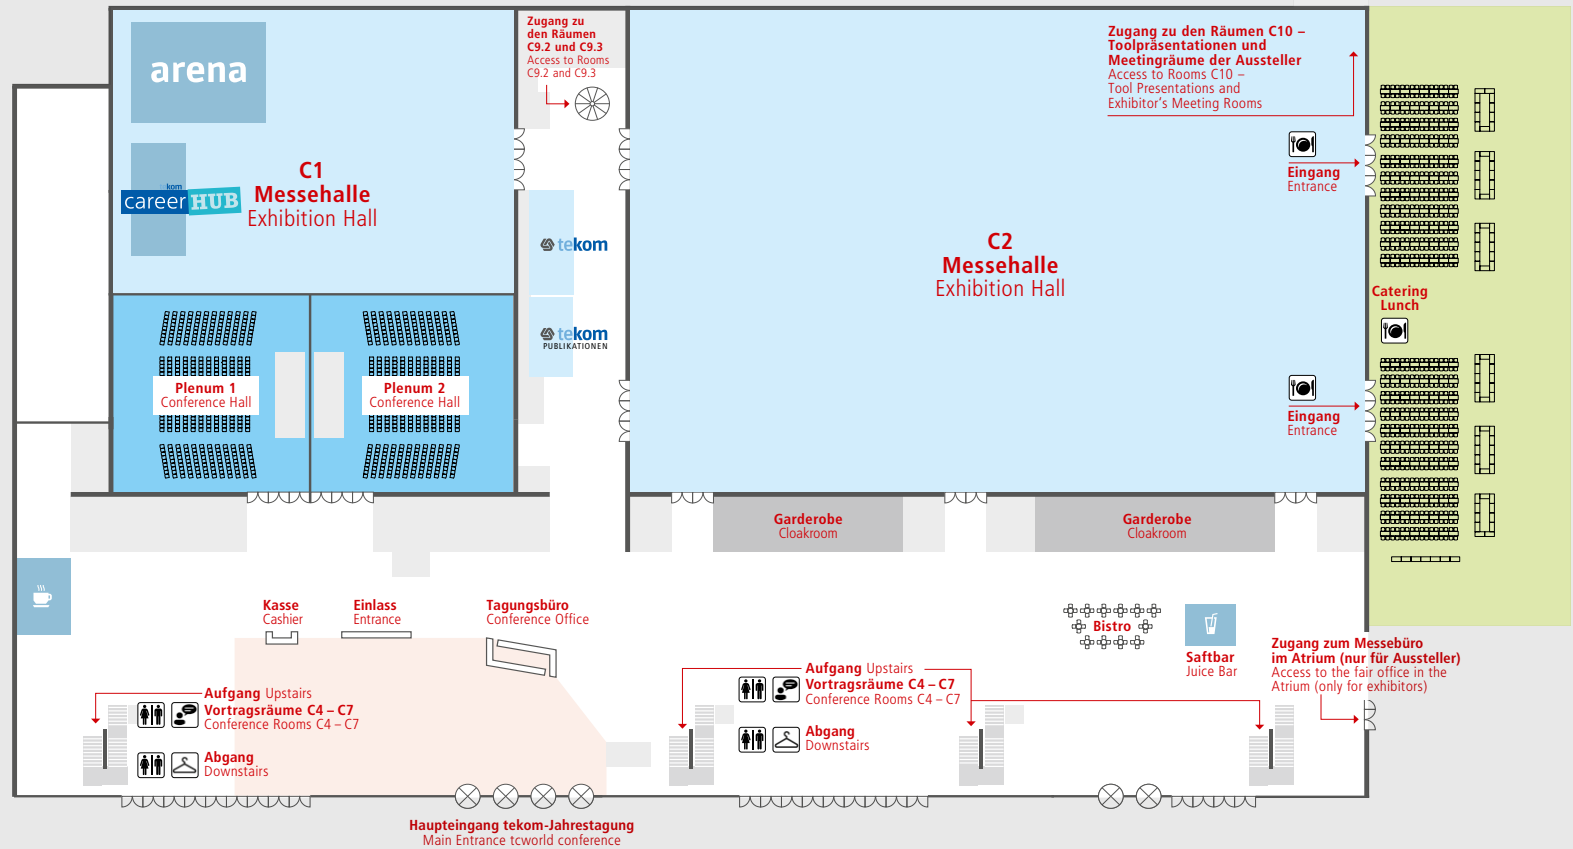 arena
kom
career HUB
C1
Messehalle
Exhibition Hall
Zugang zu
den Räumen
C9.2 und C9.3
Access to Rooms
C9.2 and C9.3
tekom
tekom
PUBLIKATIONEN
Plenum 1
Conference Hall
Plenum 2
Conference Hall
C2
Messehalle
Exhibition Hall
Zugang zu den Räumen C10 –
Toolpräsentationen und
Meetingräume der Aussteller
Access to Rooms C10 –
Tool Presentations and
Exhibitor's Meeting Rooms
Eingang
Entrance
Catering
Lunch
Eingang
Entrance
Garderobe
Cloakroom
Garderobe
Cloakroom
Kasse
Cashier
Einlass
Entrance
Tagungsbüro
Conference Office
Bistro
Saftbar
Juice Bar
Zugang zum Messebüro
im Atrium (nur für Aussteller)
Access to the fair office in the
Atrium (only for exhibitors)
Aufgang Upstairs
Vortragsräume C4 – C7
Conference Rooms C4 – C7
Abgang
Downstairs
Aufgang Upstairs
Vortragsräume C4 – C7
Conference Rooms C4 – C7
Abgang
Downstairs
Haupteingang tekom-Jahrestagung
Main Entrance tcworld conference